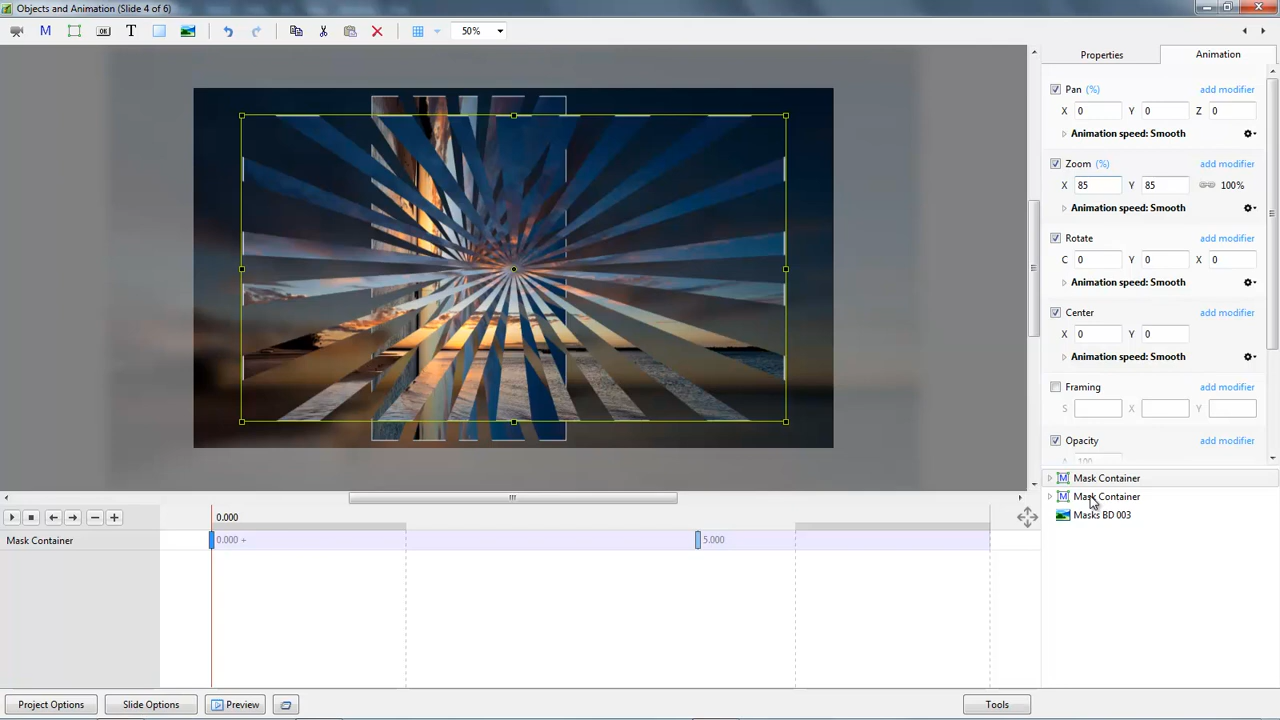 Objects and Animation (Slide 4 of 6)
M OK T 50%
Properties Animation
Pan (%) add modifier
X 0 Y 0 Z 0
Animation speed: Smooth
Zoom (%) add modifier
X 85 Y 85 100%
Animation speed: Smooth
Rotate add modifier
C 0 Y 0 X 0
Animation speed: Smooth
Center add modifier
X 0 Y 0
Animation speed: Smooth
Framing add modifier
S X Y
Opacity add modifier
A 100
M Mask Container
M Mask Container
Masks BD 003
0.000
Mask Container 0.000 + 5.000
Project Options Slide Options Preview Tools